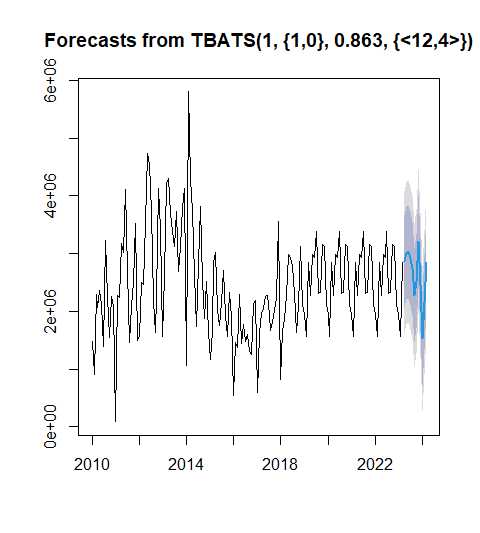 Forecasts from TBATS(1, {1,0}, 0.863, {<12,4>})
6e+06
4e+06
2e+06
0e+00
2010 2014 2018 2022